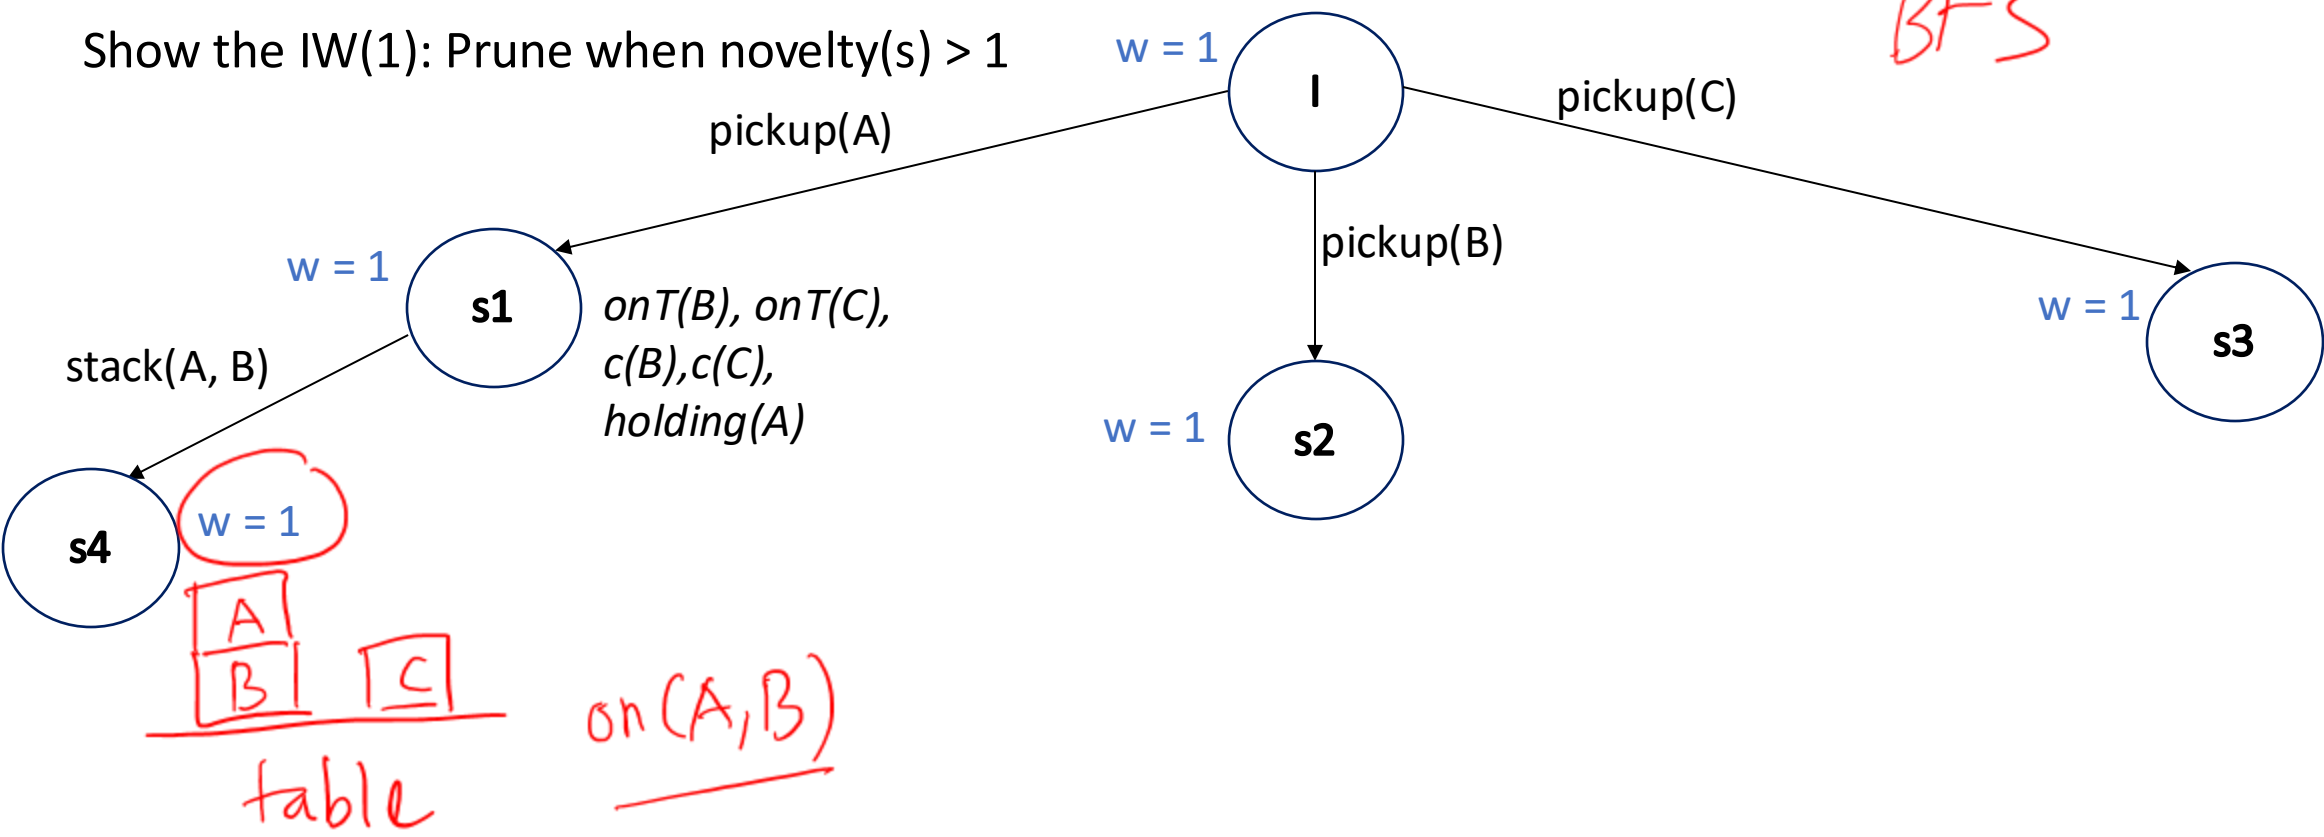 BFS
Show the IW(1): Prune when novelty(s) > 1
w = 1
I
pickup(A)
pickup(C)
pickup(B)
w = 1
s1
onT(B), onT(C),
c(B),c(C),
holding(A)
w = 1
s3
stack(A, B)
w = 1
s2
s4
w = 1
A
B
C
on(A,B)
table